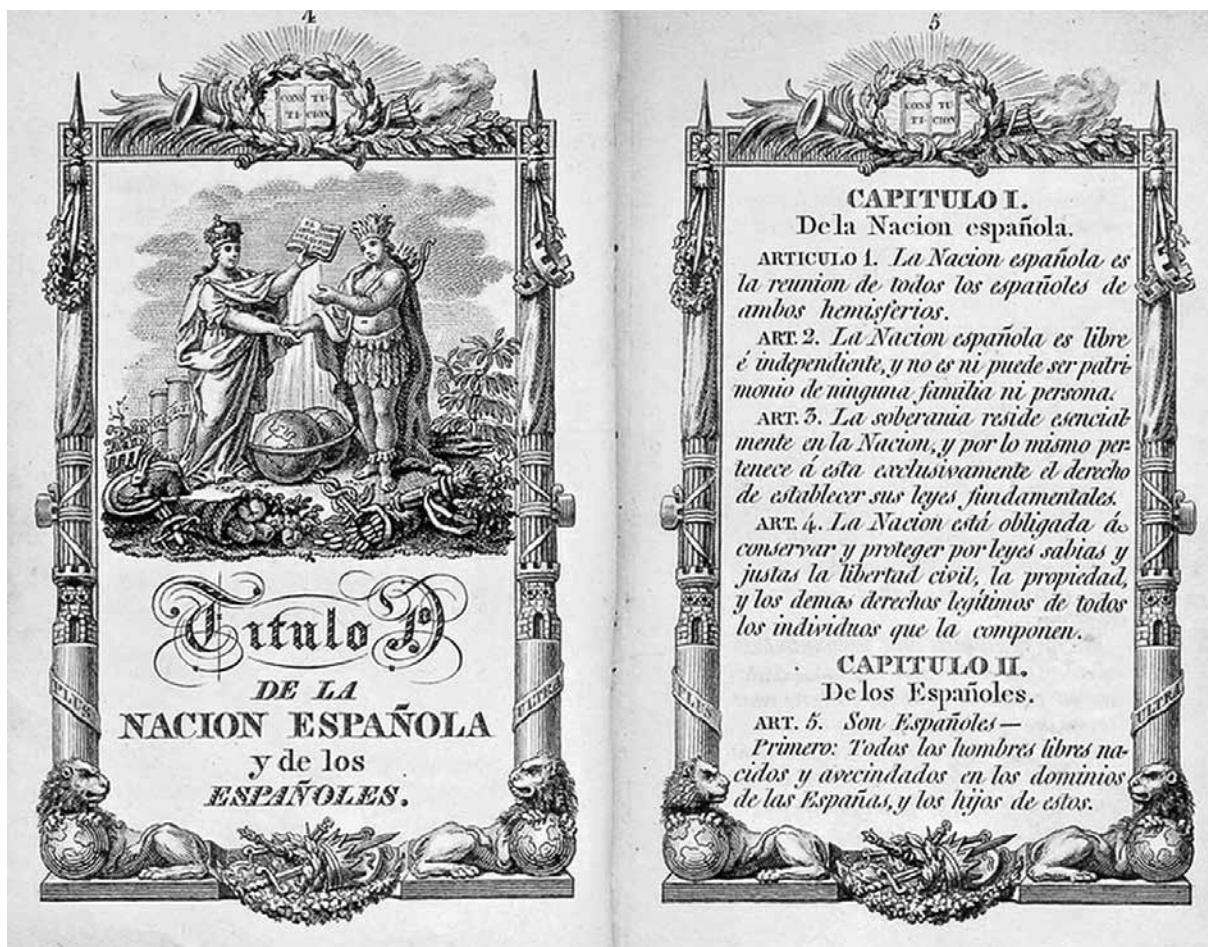 4
CONS TU-
TI- CION
Titulo 1º
DE LA
NACION ESPAÑOLA
y de los
ESPAÑOLES.
PLUS ULTRA
5
CONS TU-
TI- CION
CAPITULO I.
De la Nacion española.
ARTICULO 1. La Nacion española es
la reunion de todos los españoles de
ambos hemisferios.
ART. 2. La Nacion española es libre
é independiente, y no es ni puede ser patri-
monio de ninguna familia ni persona.
ART. 3. La soberania reside esencial-
mente en la Nacion, y por lo mismo per-
tenece á esta exclusivamente el derecho
de establecer sus leyes fundamentales.
ART. 4. La Nacion está obligada á
conservar y proteger por leyes sabias y
justas la libertad civil, la propiedad,
y los demas derechos legítimos de todos
los individuos que la componen.
CAPITULO II.
De los Españoles.
ART. 5. Son Españoles—
Primero: Todos los hombres libres na-
cidos y avecindados en los dominios
de las Españas, y los hijos de estos.
PLUS ULTRA